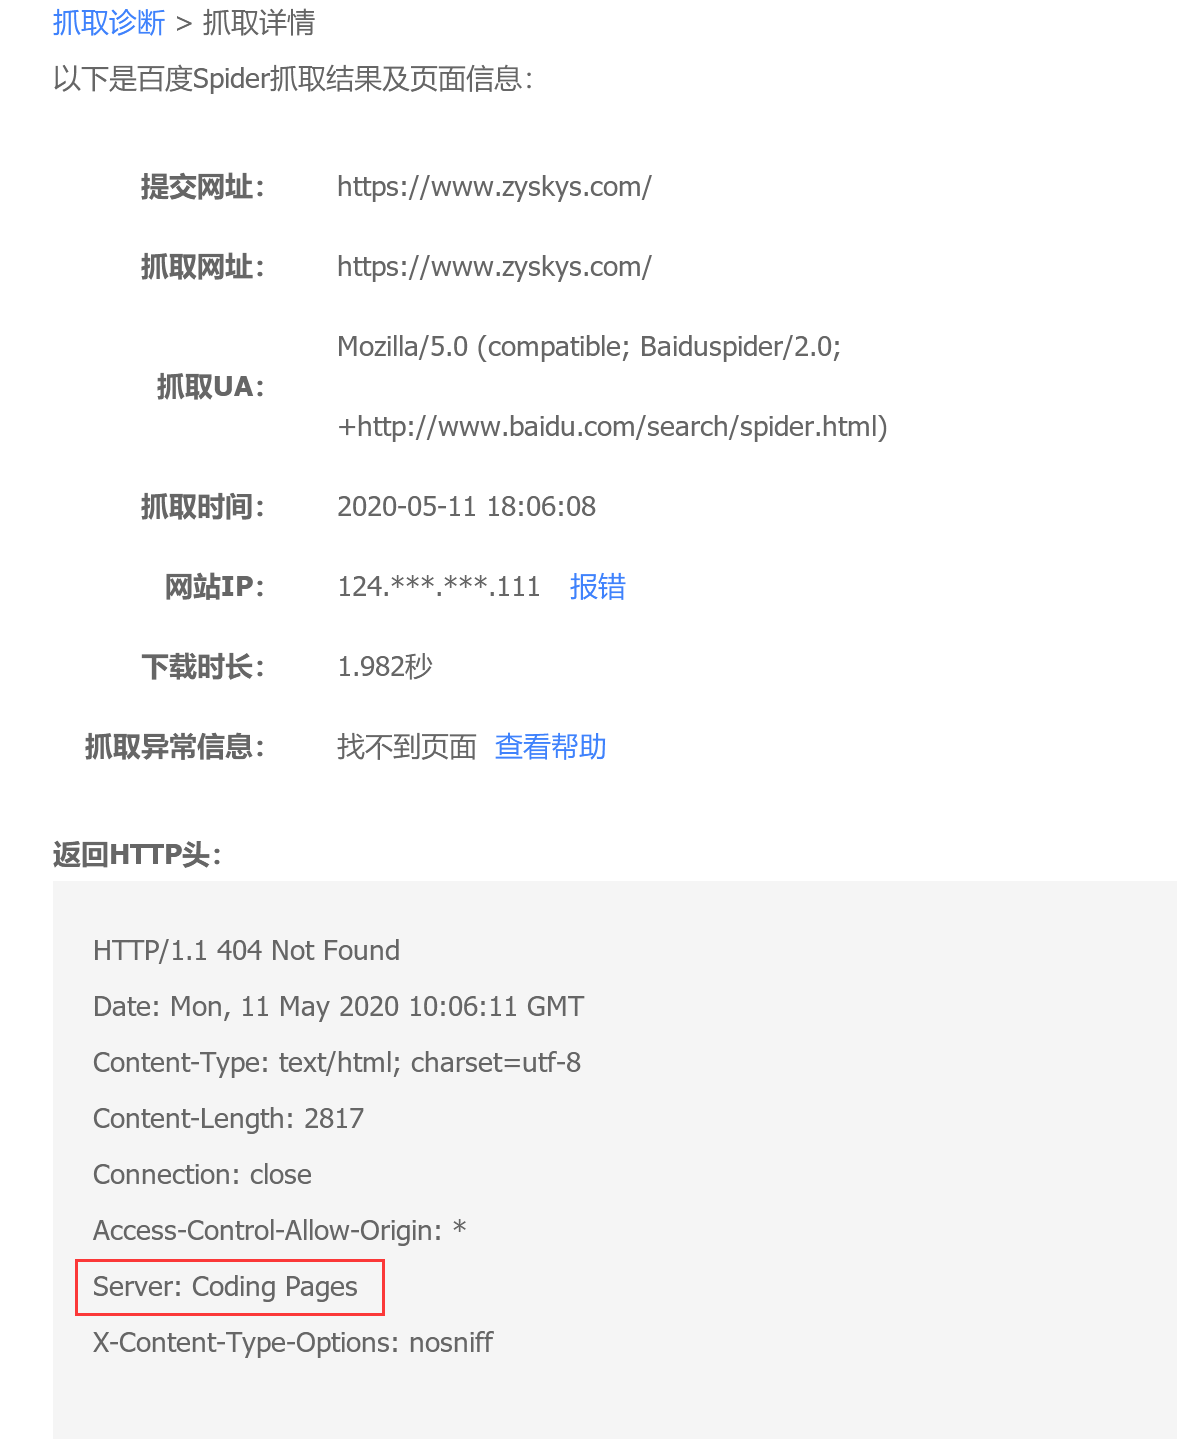 抓取诊断 > 抓取详情
以下是百度Spider抓取结果及页面信息：
提交网址： https://www.zyskys.com/
抓取网址： https://www.zyskys.com/
抓取UA： Mozilla/5.0 (compatible; Baiduspider/2.0;
+http://www.baidu.com/search/spider.html)
抓取时间： 2020-05-11 18:06:08
网站IP： 124.***.***.111 报错
下载时长： 1.982秒
抓取异常信息： 找不到页面 查看帮助
返回HTTP头：
HTTP/1.1 404 Not Found
Date: Mon, 11 May 2020 10:06:11 GMT
Content-Type: text/html; charset=utf-8
Content-Length: 2817
Connection: close
Access-Control-Allow-Origin: *
Server: Coding Pages
X-Content-Type-Options: nosniff